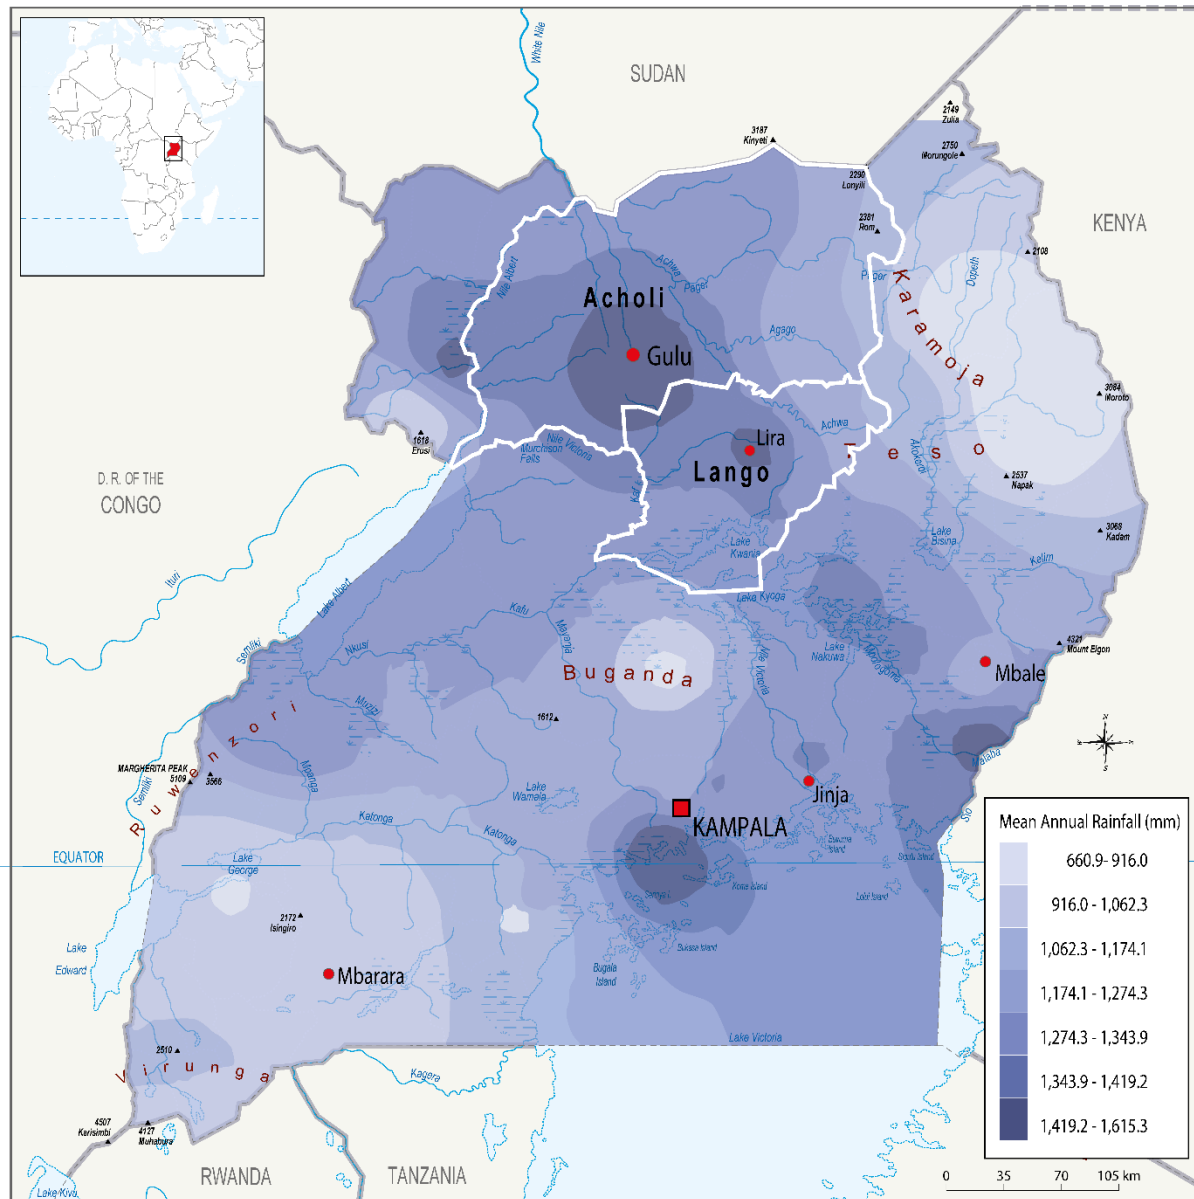 White Nile
SUDAN
2149
Zulia
3187
Kinyeti
2750
Morungole
2290
Lonyili
KENYA
2381
Rom
2108
Nile Albert
Achwa
Pager
Pager
Dopeth
Karamoja
Acholi
Agago
Gulu
3084
Moroto
1618
Erusi
Nile Victoria
Murchison
Falls
Lira
Achwa
Teso
Akokoroi
D. R. OF THE
CONGO
Lango
2537
Napak
Lake
Kwania
Lake
Bisina
3068
Kadam
Kelim
Ituri
Lake Albert
Kafu
Lake Kyoga
Semliki
Nkusi
Mayanja
Nile Victoria
Lake
Nakuwa
4321
Mount Elgon
Mbale
Buganda
Muzizi
1612
Ruwenzori
Mpanga
MARGHERITA PEAK
5109
3566
Semliki
Malaba
Lake
Wamala
Jinja
KAMPALA
Katonga
Katonga
Sio
EQUATOR
Lake
George
2172
Isingiro
Lake
Edward
Mbarara
Bugala
Island
Lake Victoria
2510
Virunga
Kagera
4507
Karisimbi
4127
Muhabura
RWANDA
TANZANIA
Lake Kivu
Mean Annual Rainfall (mm)
660.9- 916.0
916.0 - 1,062.3
1,062.3 - 1,174.1
1,174.1 - 1,274.3
1,274.3 - 1,343.9
1,343.9 - 1,419.2
1,419.2 - 1,615.3
0 35 70 105 km